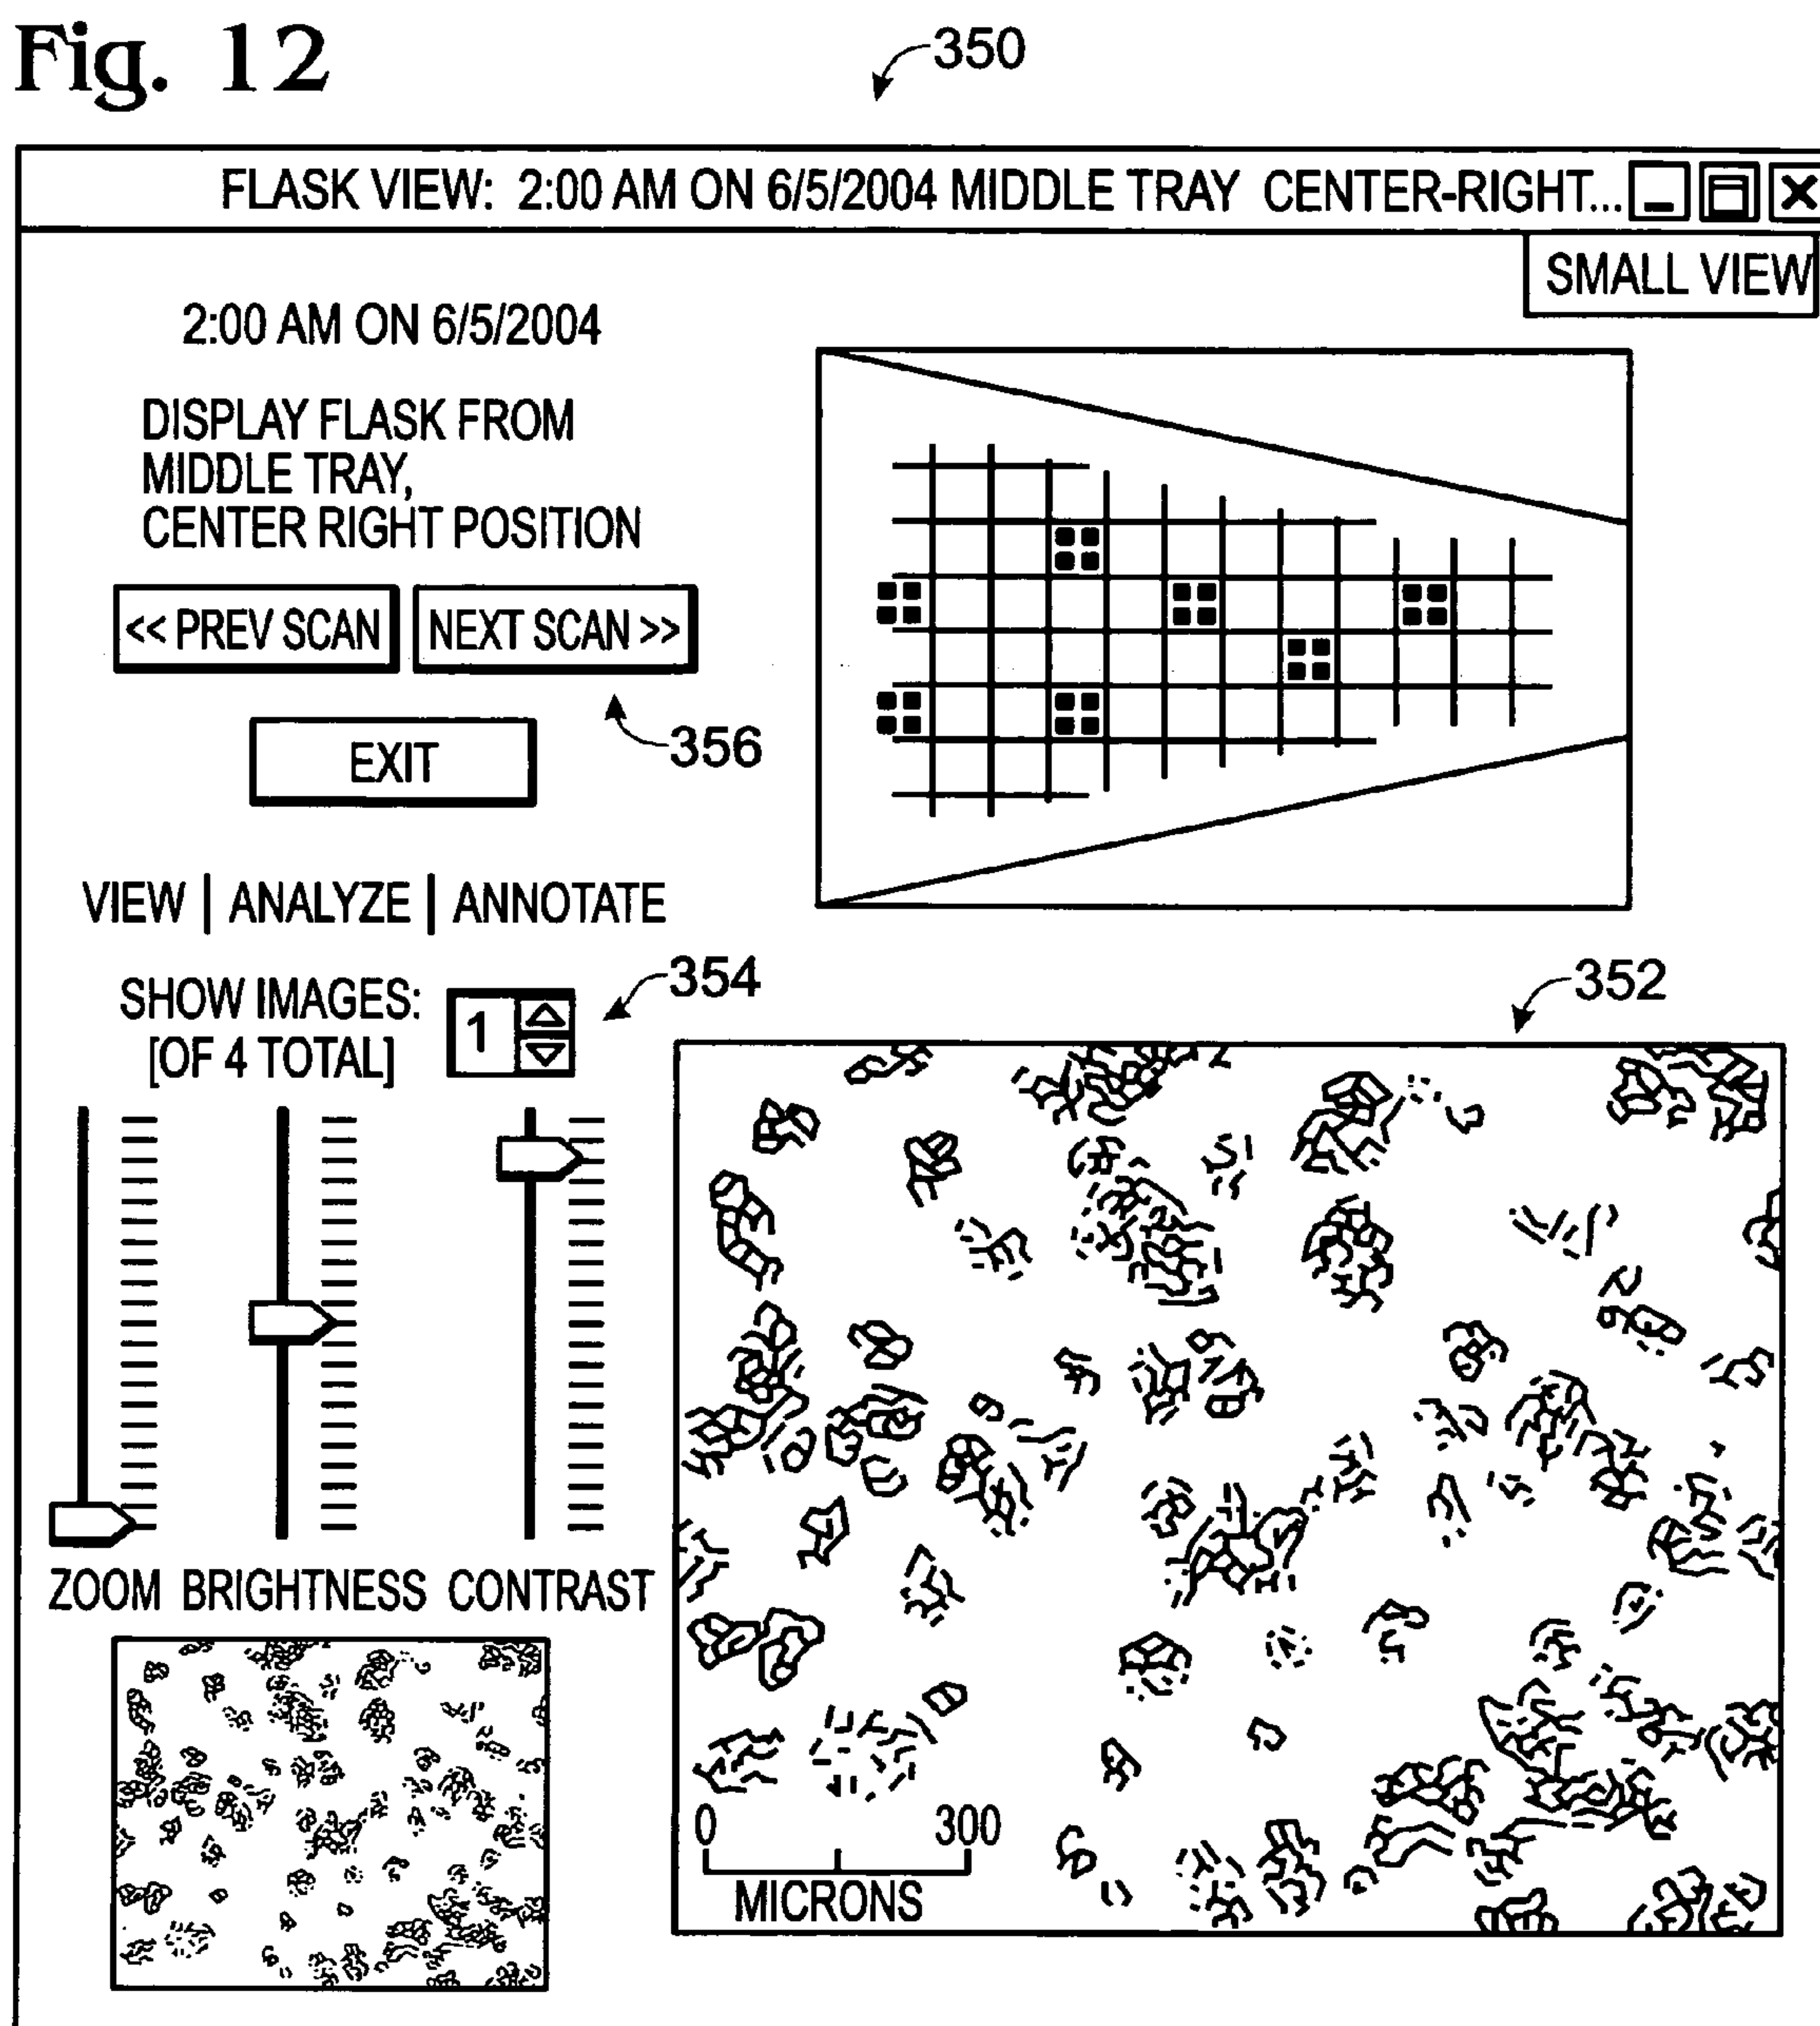 Fig. 12
350
FLASK VIEW: 2:00 AM ON 6/5/2004 MIDDLE TRAY CENTER-RIGHT...
SMALL VIEW
2:00 AM ON 6/5/2004
DISPLAY FLASK FROM
MIDDLE TRAY,
CENTER RIGHT POSITION
<< PREV SCAN
NEXT SCAN >>
356
EXIT
VIEW | ANALYZE | ANNOTATE
SHOW IMAGES:
[OF 4 TOTAL]
1
354
352
ZOOM BRIGHTNESS CONTRAST
0 300
MICRONS